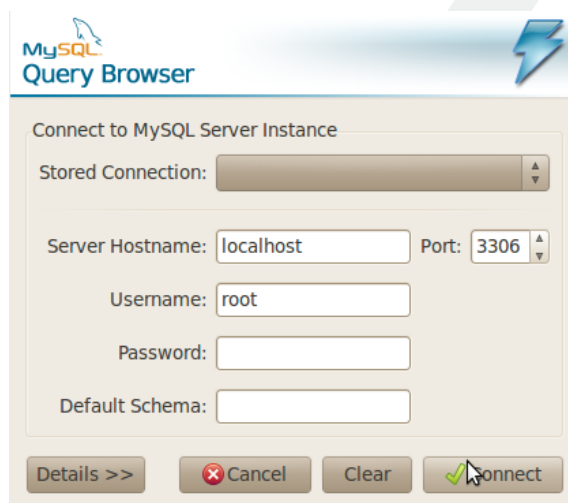 MySQL
Query Browser
Connect to MySQL Server Instance
Stored Connection:
Server Hostname: localhost Port: 3306
Username: root
Password:
Default Schema:
Details >> Cancel Clear Connect